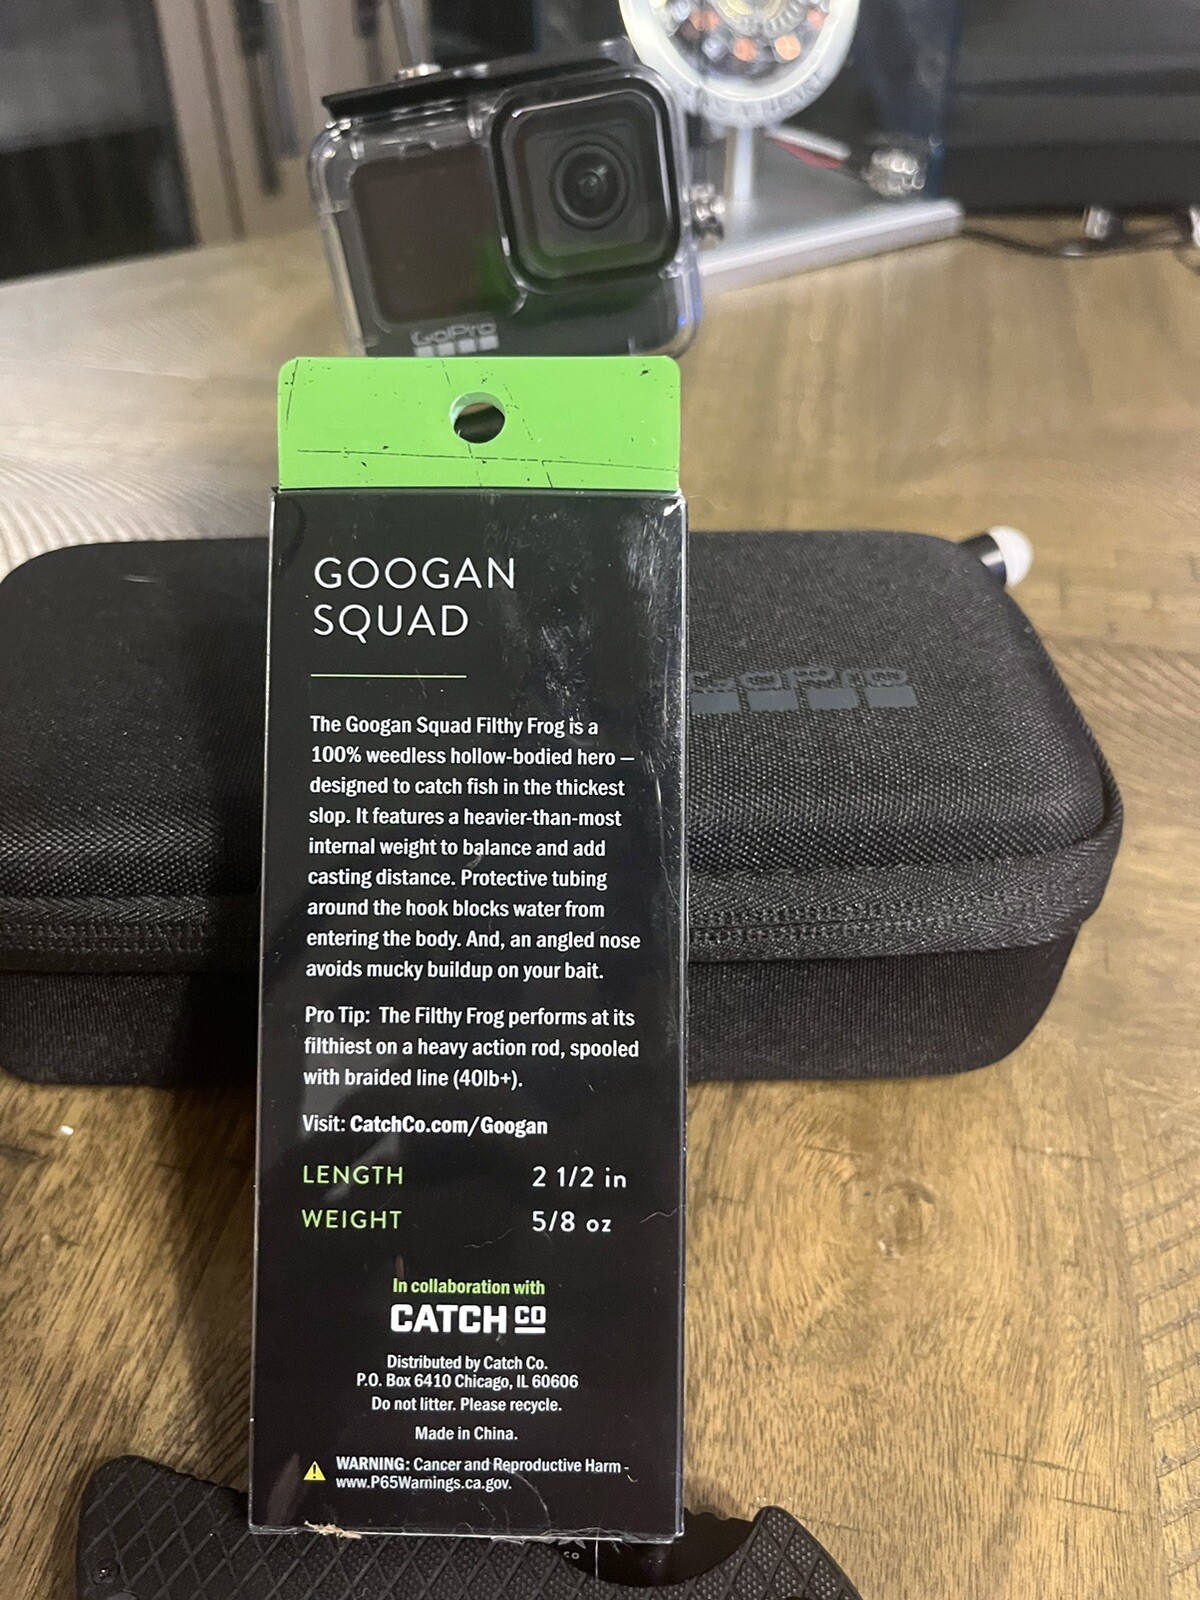 GoPro
GOOGAN
SQUAD
GoPro
The Googan Squad Filthy Frog is a
100% weedless hollow-bodied hero —
designed to catch fish in the thickest
slop. It features a heavier-than-most
internal weight to balance and add
casting distance. Protective tubing
around the hook blocks water from
entering the body. And, an angled nose
avoids mucky buildup on your bait.
Pro Tip: The Filthy Frog performs at its
filthiest on a heavy action rod, spooled
with braided line (40lb+).
Visit: CatchCo.com/Googan
LENGTH 2 1/2 in
WEIGHT 5/8 oz
In collaboration with
CATCH CO
Distributed by Catch Co.
P.O. Box 6410 Chicago, IL 60606
Do not litter. Please recycle.
Made in China.
WARNING: Cancer and Reproductive Harm -
www.P65Warnings.ca.gov.
CO